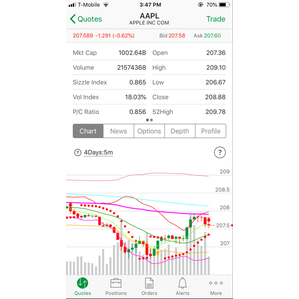 T-Mobile 3:47 PM
Quotes AAPL Trade
APPLE INC COM
207.589 -1.291 (-0.62%) Bid 207.58 Ask 207.60
Mkt Cap 1002.64B Open 207.36
Volume 21574368 High 209.10
Sizzle Index 0.865 Low 206.67
Vol Index 18.03% Close 208.88
P/C Ratio 0.856 52High 209.78
Chart News Options Depth Profile
4Days:5m ?
209
208.5
208
207.5
207
Quotes Positions Orders Alerts More